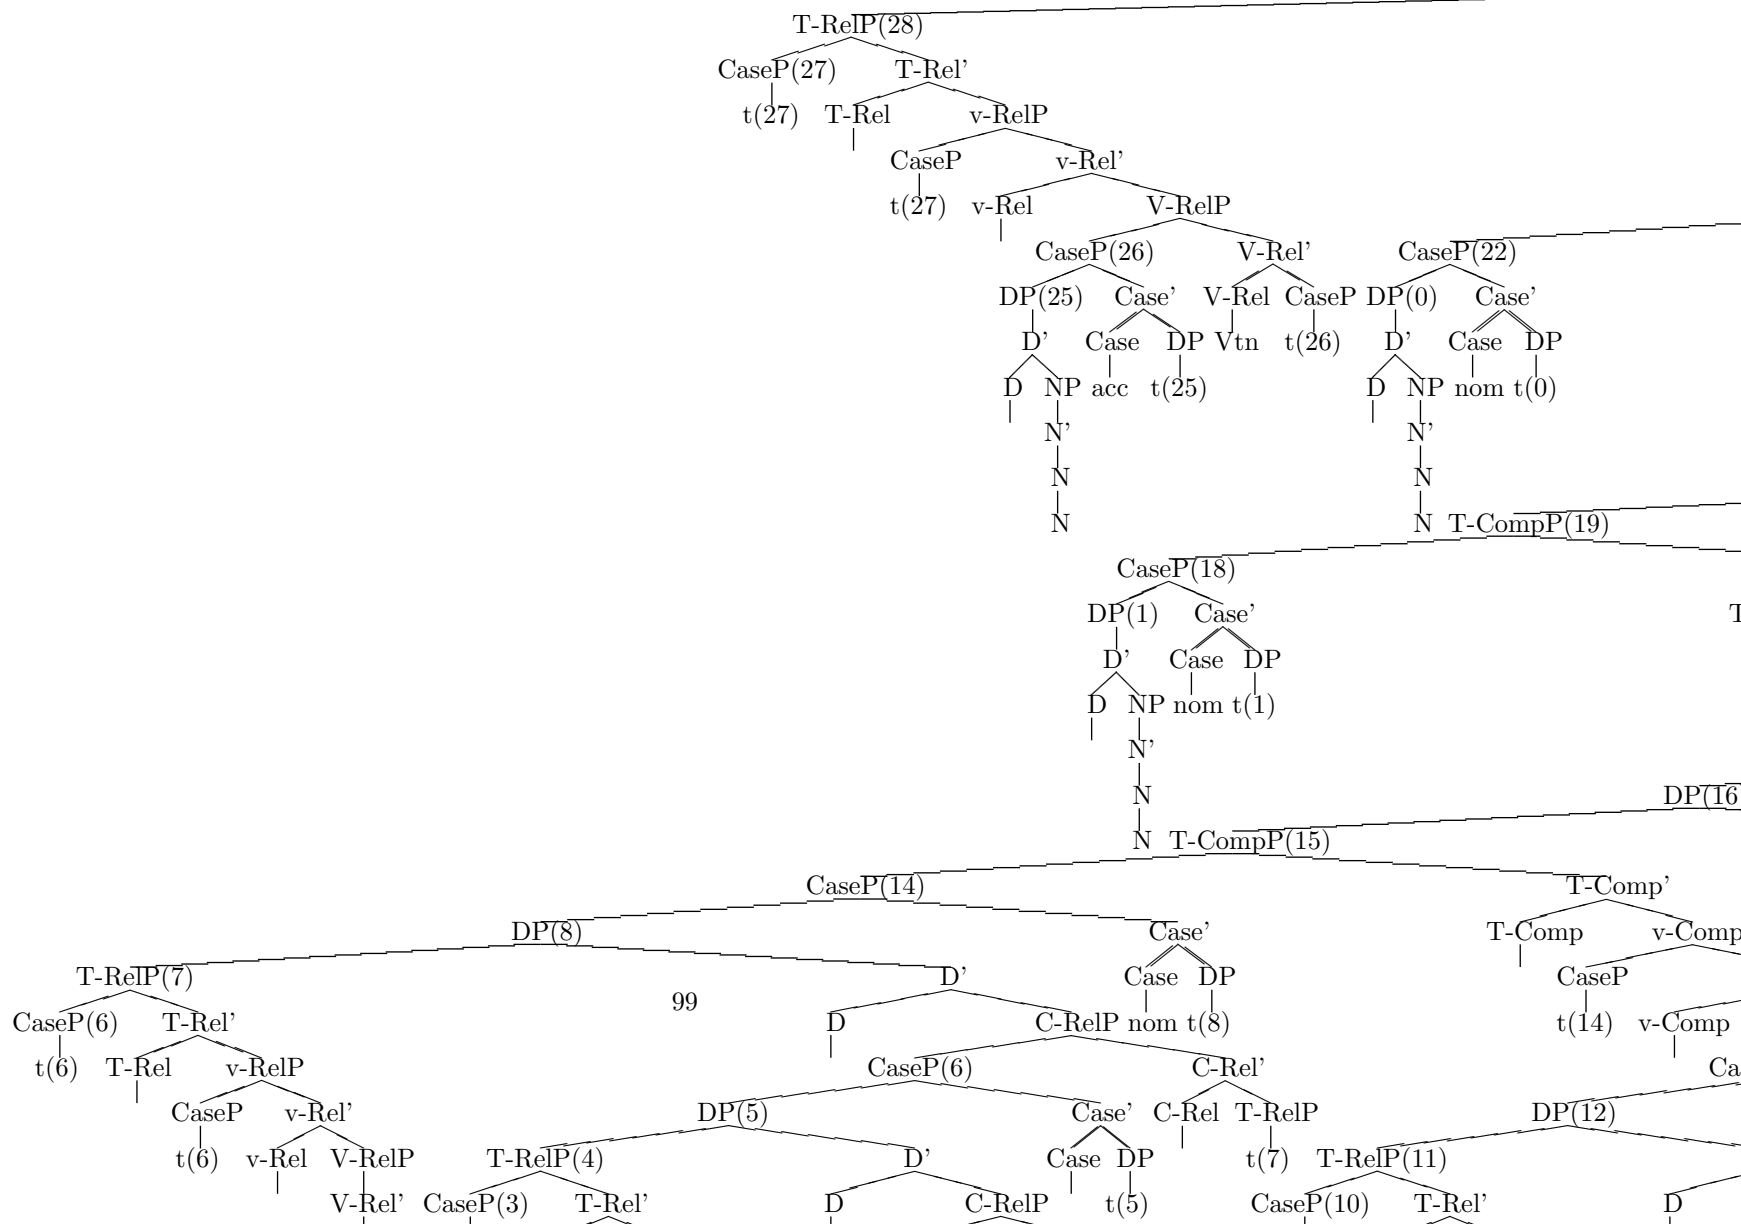 T-RelP(28)
CaseP(27) T-Rel'
t(27) T-Rel v-RelP
CaseP v-Rel'
t(27) v-Rel V-RelP
CaseP(26) V-Rel' CaseP(22)
DP(25) Case' V-Rel CaseP DP(0) Case'
D' Case DP Vtn t(26) D' Case DP
D NP acc t(25) D NP nom t(0)
N' N'
N N
N N T-CompP(19)
CaseP(18)
DP(1) Case' T
D' Case DP
D NP nom t(1)
N'
N DP(16
N T-CompP(15)
CaseP(14) T-Comp'
DP(8) Case' T-Comp v-Comp
T-RelP(7) D' Case DP CaseP
99
CaseP(6) T-Rel' D C-RelP nom t(8) t(14) v-Comp
t(6) T-Rel v-RelP CaseP(6) C-Rel' Ca
CaseP v-Rel' DP(5) Case' C-Rel T-RelP DP(12)
t(6) v-Rel V-RelP T-RelP(4) D' Case DP t(7) T-RelP(11)
V-Rel' CaseP(3) T-Rel' D C-RelP t(5) CaseP(10) T-Rel' D